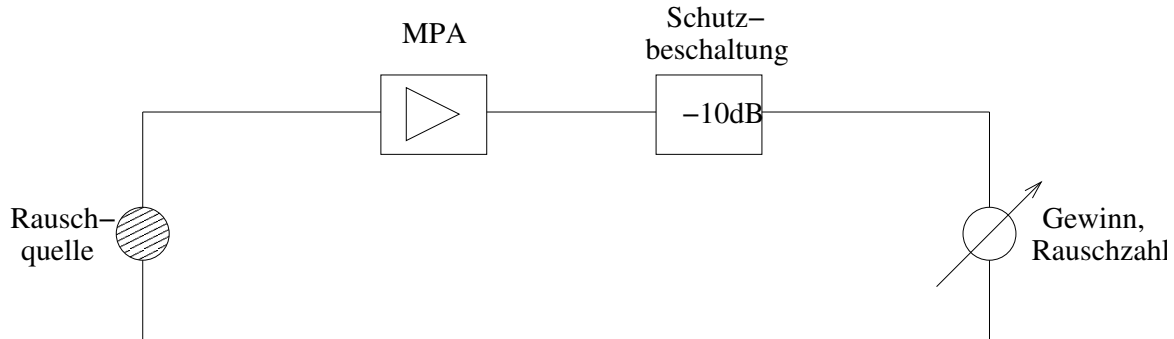 MPA
Schutz−
beschaltung
−10dB
Rausch−
quelle
Gewinn,
Rauschzahl